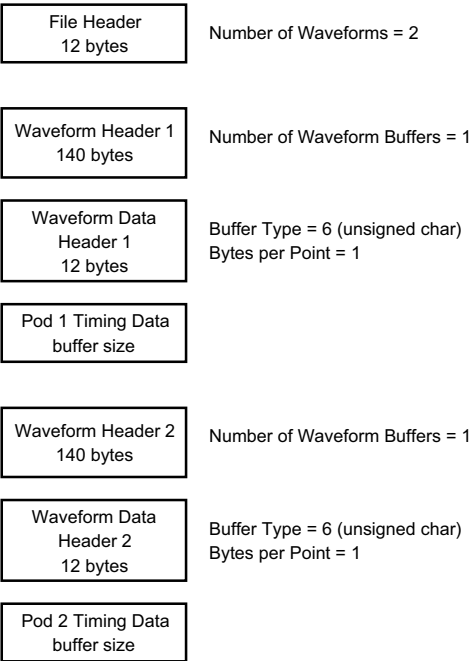 File Header
12 bytes
Number of Waveforms = 2
Waveform Header 1
140 bytes
Number of Waveform Buffers = 1
Waveform Data
Header 1
12 bytes
Buffer Type = 6 (unsigned char)
Bytes per Point = 1
Pod 1 Timing Data
buffer size
Waveform Header 2
140 bytes
Number of Waveform Buffers = 1
Waveform Data
Header 2
12 bytes
Buffer Type = 6 (unsigned char)
Bytes per Point = 1
Pod 2 Timing Data
buffer size